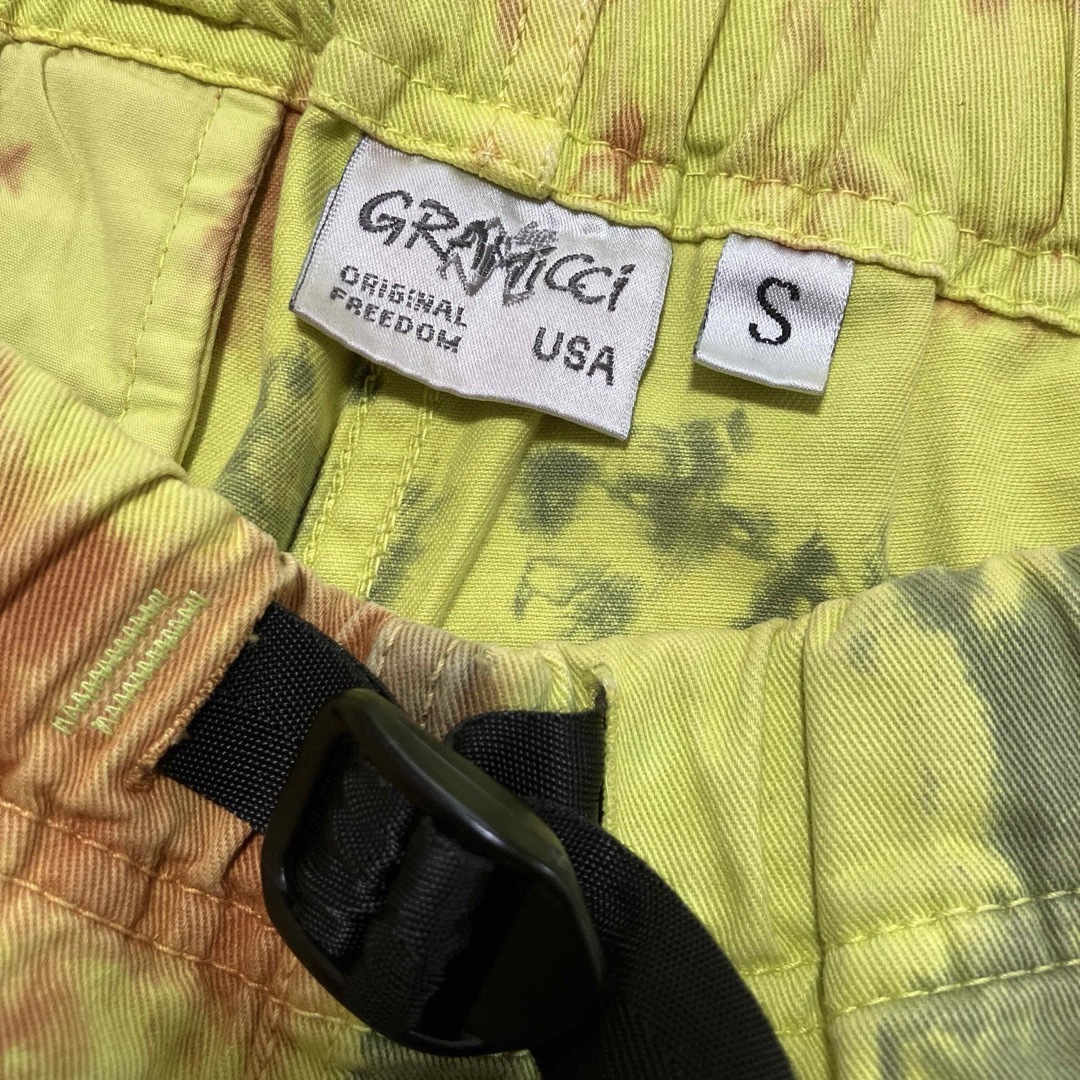 GRAMiCCi
ORIGINAL
FREEDOM
USA
S